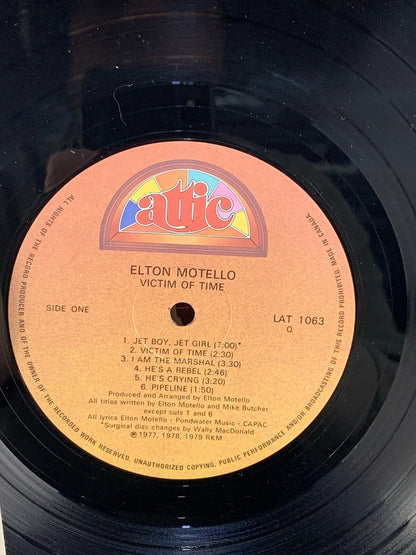 attic
ELTON MOTELLO
VICTIM OF TIME
SIDE ONE
LAT 1063
Q
1. JET BOY, JET GIRL (7:00)*
2. VICTIM OF TIME (2:30)
3. I AM THE MARSHAL (3:30)
4. HE'S A REBEL (2:46)
5. HE'S CRYING (3:20)
6. PIPELINE (1:50)
Produced and Arranged by Elton Motello
All titles written by Elton Motello and Mike Butcher
except cuts 1 and 6
All lyrics Elton Motello - Pondwater Music - CAPAC
*Surgical disc changes by Wally MacDonald
℗ 1977, 1978, 1979 RKM
ALL RIGHTS OF THE RECORD PRODUCER AND OF THE OWNER OF THE RECORDED WORK RESERVED. UNAUTHORIZED COPYING, PUBLIC PERFORMANCE AND/OR BROADCASTING OF THIS RECORD PROHIBITED MADE IN CANADA.